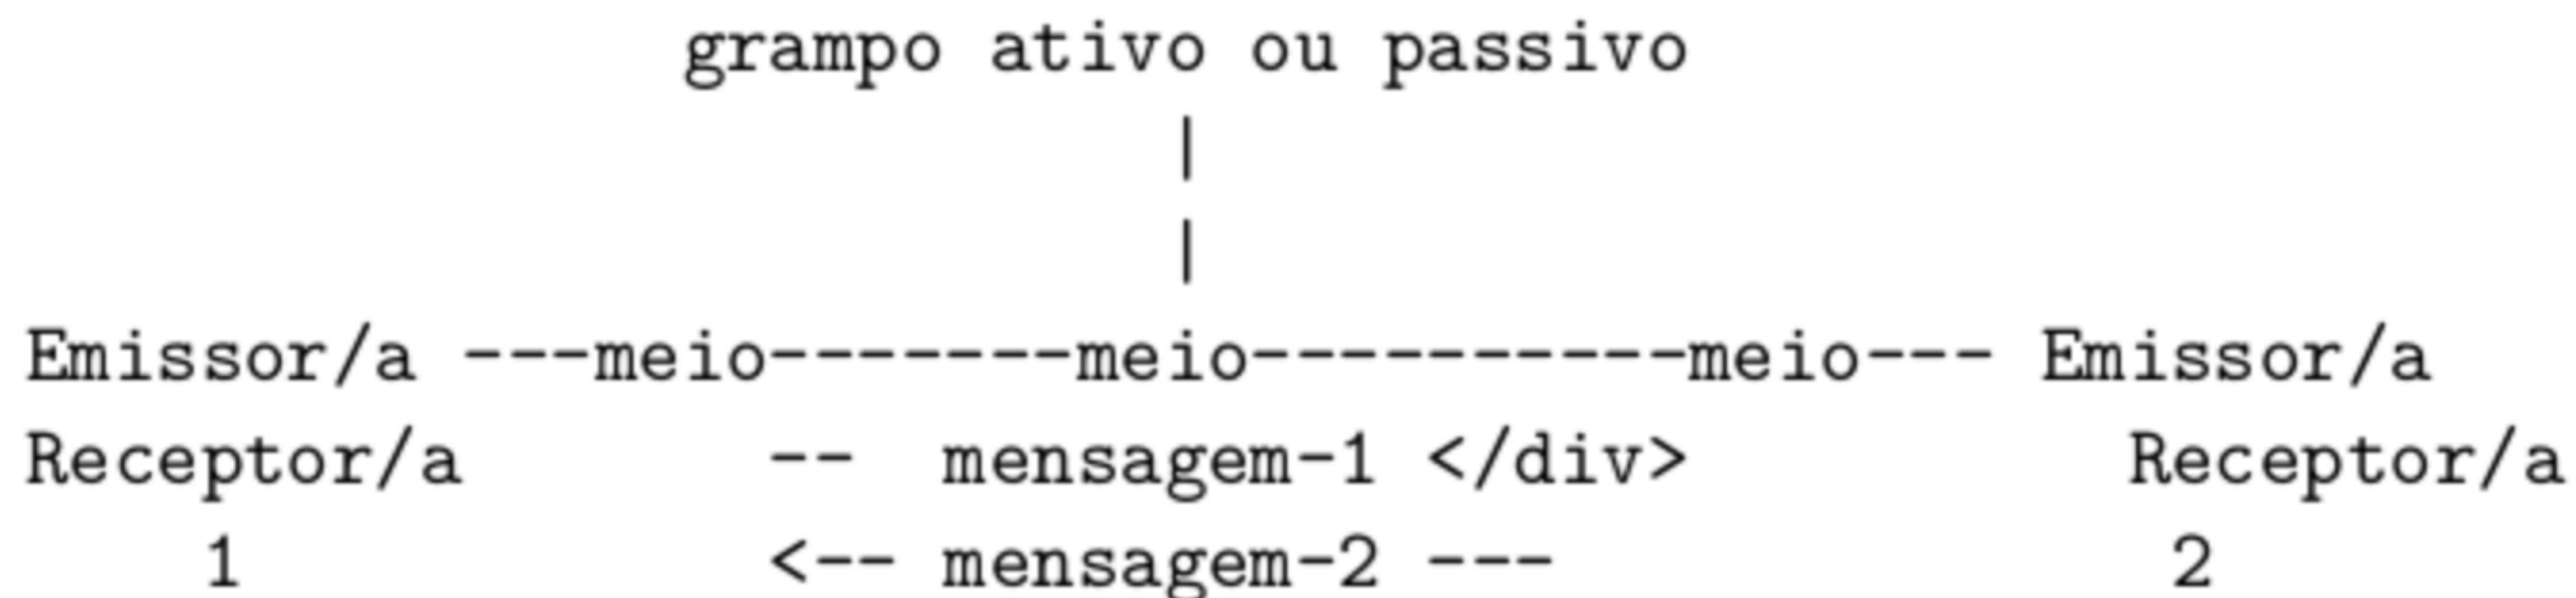 grampo ativo ou passivo
|
|
Emissor/a ---meio-------meio----------meio--- Emissor/a
Receptor/a -- mensagem-1 </div> Receptor/a
1 <-- mensagem-2 --- 2